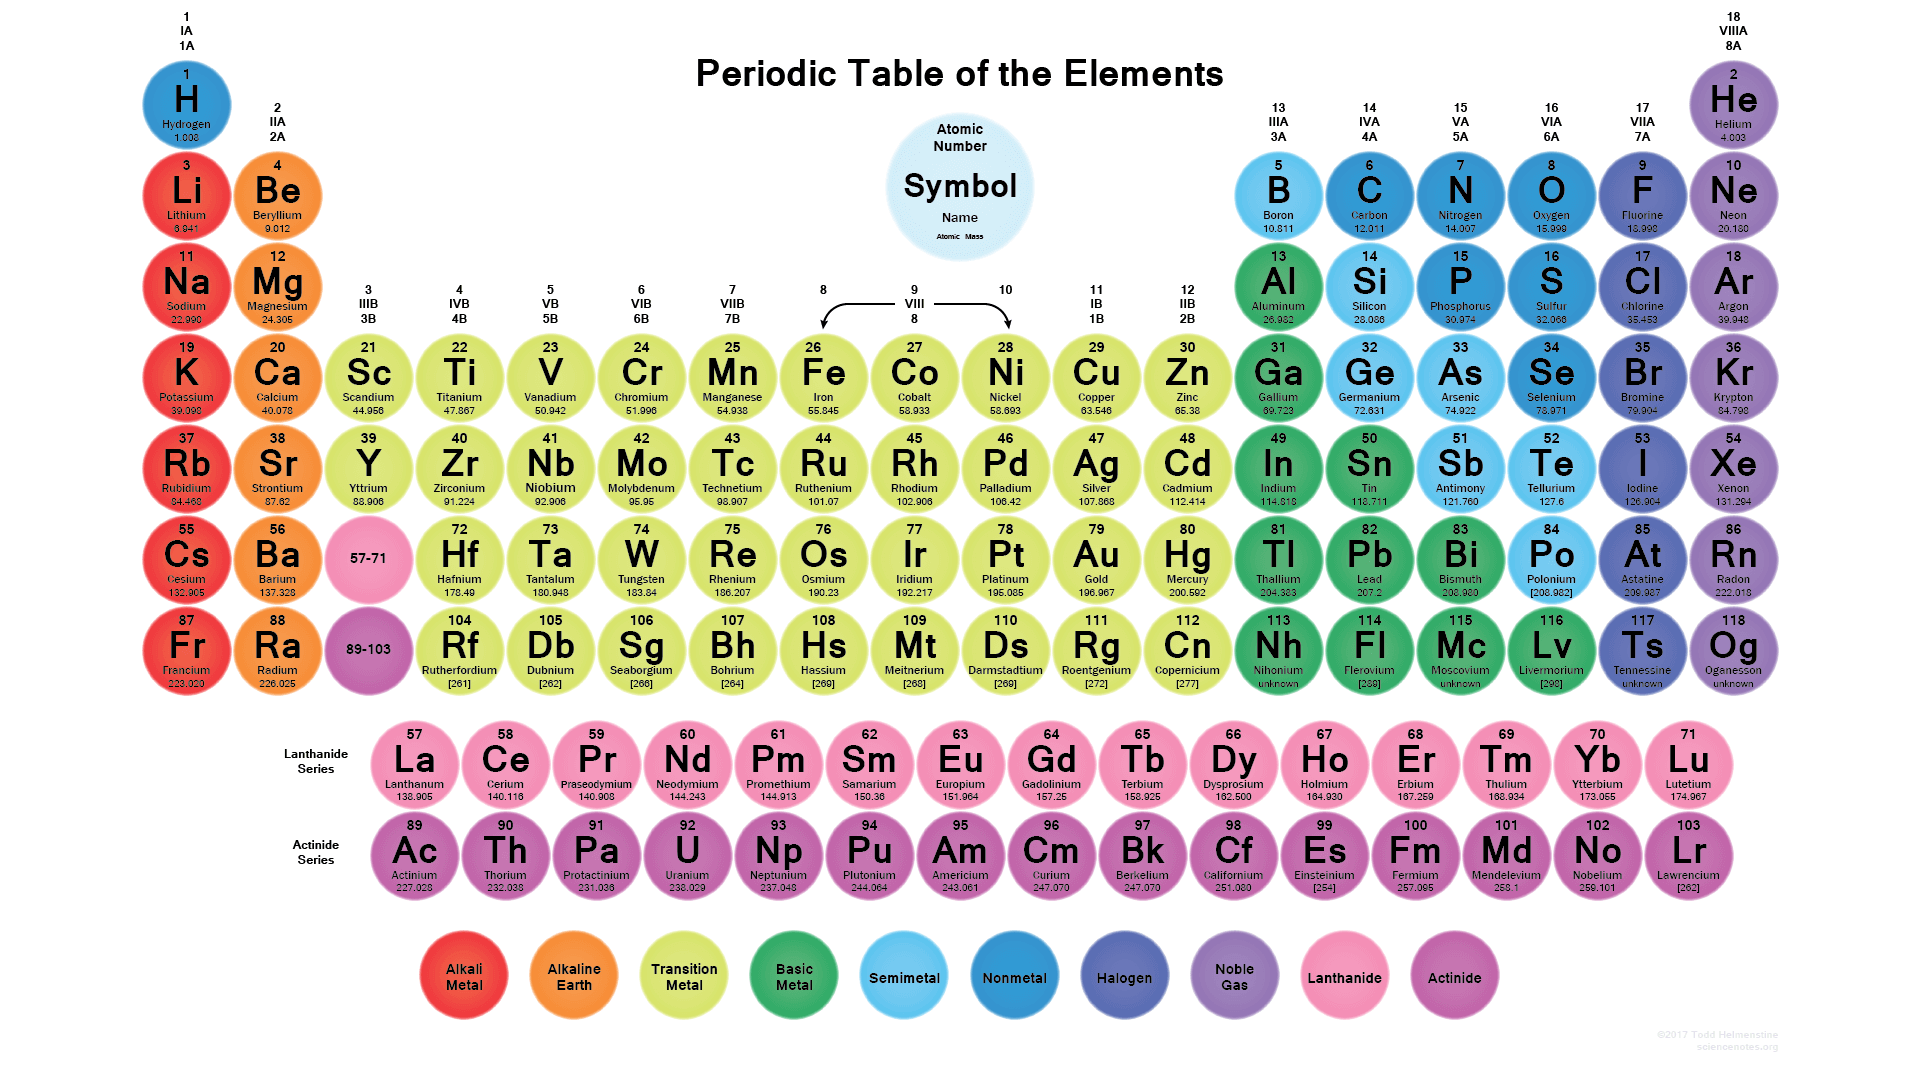 1
IA
1A
18
VIIIA
8A
Periodic Table of the Elements
1
H
Hydrogen
1.008
2
IIA
2A
13
IIIA
3A
14
IVA
4A
15
VA
5A
16
VIA
6A
17
VIIA
7A
2
He
Helium
4.003
Atomic
Number
Symbol
Name
Atomic Mass
3
Li
Lithium
6.941
4
Be
Beryllium
9.012
5
B
Boron
10.811
6
C
Carbon
12.011
7
N
Nitrogen
14.007
8
O
Oxygen
15.999
9
F
Fluorine
18.998
10
Ne
Neon
20.180
11
Na
Sodium
22.990
12
Mg
Magnesium
24.305
3
IIIB
3B
4
IVB
4B
5
VB
5B
6
VIB
6B
7
VIIB
7B
8
9
VIII
8
10
11
IB
1B
12
IIB
2B
13
Al
Aluminum
26.982
14
Si
Silicon
28.086
15
P
Phosphorus
30.974
16
S
Sulfur
32.066
17
Cl
Chlorine
35.453
18
Ar
Argon
39.948
19
K
Potassium
39.098
20
Ca
Calcium
40.078
21
Sc
Scandium
44.956
22
Ti
Titanium
47.867
23
V
Vanadium
50.942
24
Cr
Chromium
51.996
25
Mn
Manganese
54.938
26
Fe
Iron
55.845
27
Co
Cobalt
58.933
28
Ni
Nickel
58.693
29
Cu
Copper
63.546
30
Zn
Zinc
65.38
31
Ga
Gallium
69.723
32
Ge
Germanium
72.631
33
As
Arsenic
74.922
34
Se
Selenium
78.971
35
Br
Bromine
79.904
36
Kr
Krypton
84.798
37
Rb
Rubidium
84.468
38
Sr
Strontium
87.62
39
Y
Yttrium
88.906
40
Zr
Zirconium
91.224
41
Nb
Niobium
92.906
42
Mo
Molybdenum
95.95
43
Tc
Technetium
98.907
44
Ru
Ruthenium
101.07
45
Rh
Rhodium
102.906
46
Pd
Palladium
106.42
47
Ag
Silver
107.868
48
Cd
Cadmium
112.414
49
In
Indium
114.818
50
Sn
Tin
118.711
51
Sb
Antimony
121.760
52
Te
Tellurium
127.6
53
I
Iodine
126.904
54
Xe
Xenon
131.294
55
Cs
Cesium
132.905
56
Ba
Barium
137.328
57-71
72
Hf
Hafnium
178.49
73
Ta
Tantalum
180.948
74
W
Tungsten
183.84
75
Re
Rhenium
186.207
76
Os
Osmium
190.23
77
Ir
Iridium
192.217
78
Pt
Platinum
195.085
79
Au
Gold
196.967
80
Hg
Mercury
200.592
81
Tl
Thallium
204.383
82
Pb
Lead
207.2
83
Bi
Bismuth
208.980
84
Po
Polonium
[208.982]
85
At
Astatine
209.987
86
Rn
Radon
222.018
87
Fr
Francium
223.020
88
Ra
Radium
226.025
89-103
104
Rf
Rutherfordium
[261]
105
Db
Dubnium
[262]
106
Sg
Seaborgium
[266]
107
Bh
Bohrium
[264]
108
Hs
Hassium
[269]
109
Mt
Meitnerium
[268]
110
Ds
Darmstadtium
[269]
111
Rg
Roentgenium
[272]
112
Cn
Copernicium
[277]
113
Nh
Nihonium
unknown
114
Fl
Flerovium
[289]
115
Mc
Moscovium
unknown
116
Lv
Livermorium
[298]
117
Ts
Tennessine
unknown
118
Og
Oganesson
unknown
Lanthanide
Series
57
La
Lanthanum
138.905
58
Ce
Cerium
140.116
59
Pr
Praseodymium
140.908
60
Nd
Neodymium
144.243
61
Pm
Promethium
144.913
62
Sm
Samarium
150.36
63
Eu
Europium
151.964
64
Gd
Gadolinium
157.25
65
Tb
Terbium
158.925
66
Dy
Dysprosium
162.500
67
Ho
Holmium
164.930
68
Er
Erbium
167.259
69
Tm
Thulium
168.934
70
Yb
Ytterbium
173.055
71
Lu
Lutetium
174.967
Actinide
Series
89
Ac
Actinium
227.028
90
Th
Thorium
232.038
91
Pa
Protactinium
231.036
92
U
Uranium
238.029
93
Np
Neptunium
237.048
94
Pu
Plutonium
244.064
95
Am
Americium
243.061
96
Cm
Curium
247.070
97
Bk
Berkelium
247.070
98
Cf
Californium
251.080
99
Es
Einsteinium
[254]
100
Fm
Fermium
257.095
101
Md
Mendelevium
258.1
102
No
Nobelium
259.101
103
Lr
Lawrencium
[262]
Alkali
Metal
Alkaline
Earth
Transition
Metal
Basic
Metal
Semimetal
Nonmetal
Halogen
Noble
Gas
Lanthanide
Actinide
©2017 Todd Helmenstine
sciencenotes.org